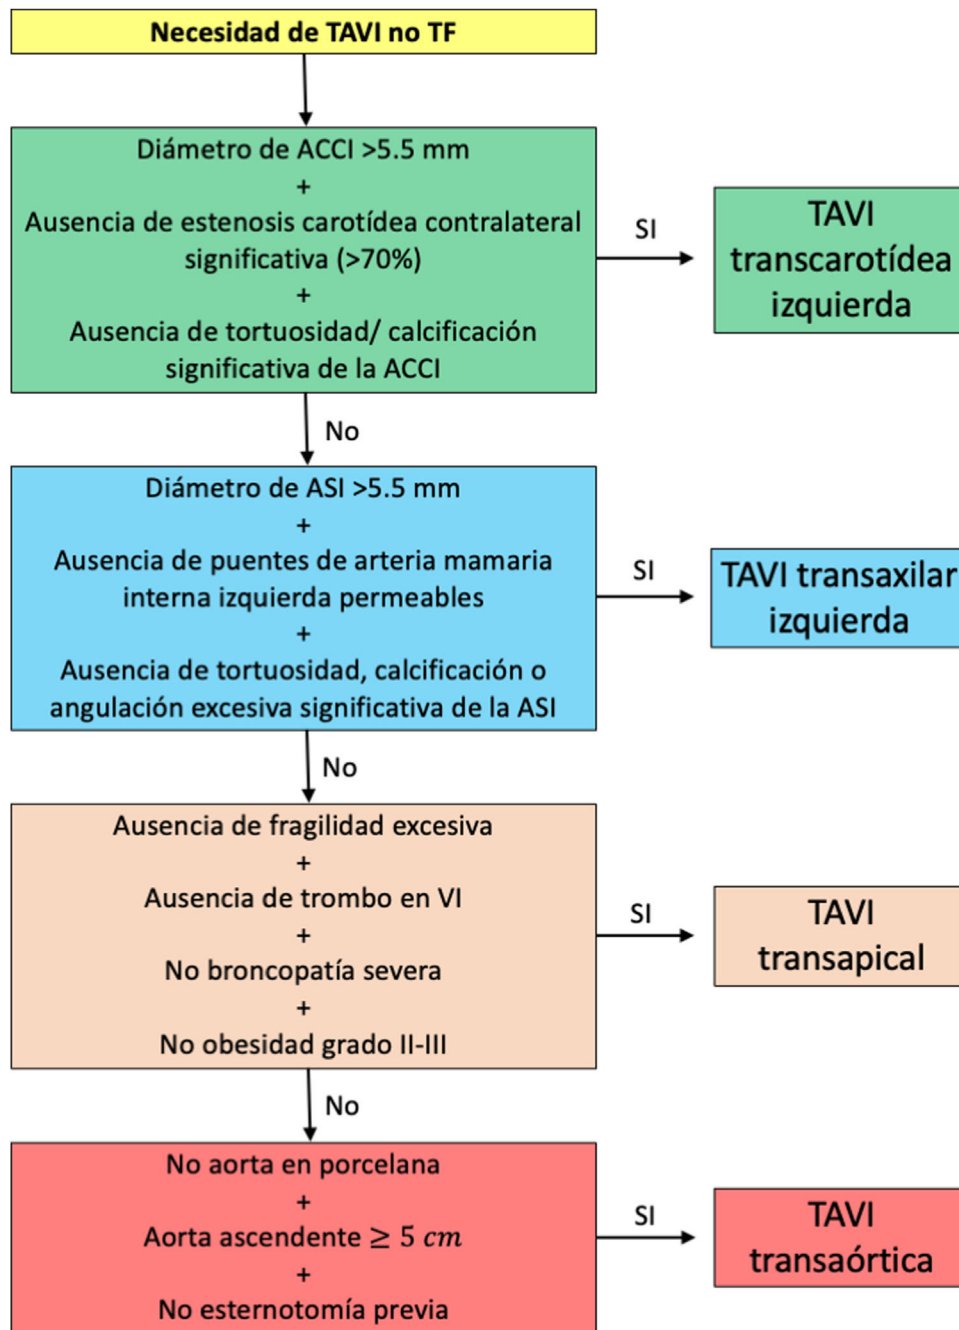 Necesidad de TAVI no TF
Diámetro de ACCI >5.5 mm
+
Ausencia de estenosis carotídea contralateral
significativa (>70%)
+
Ausencia de tortuosidad/ calcificación
significativa de la ACCI
SI
TAVI
transcarotídea
izquierda
No
Diámetro de ASI >5.5 mm
+
Ausencia de puentes de arteria mamaria
interna izquierda permeables
+
Ausencia de tortuosidad, calcificación o
angulación excesiva significativa de la ASI
SI
TAVI transaxilar
izquierda
No
Ausencia de fragilidad excesiva
+
Ausencia de trombo en VI
+
No broncopatía severa
+
No obesidad grado II-III
SI
TAVI
transapical
No
No aorta en porcelana
+
Aorta ascendente ≥ 5 cm
+
No esternotomía previa
SI
TAVI
transaórtica